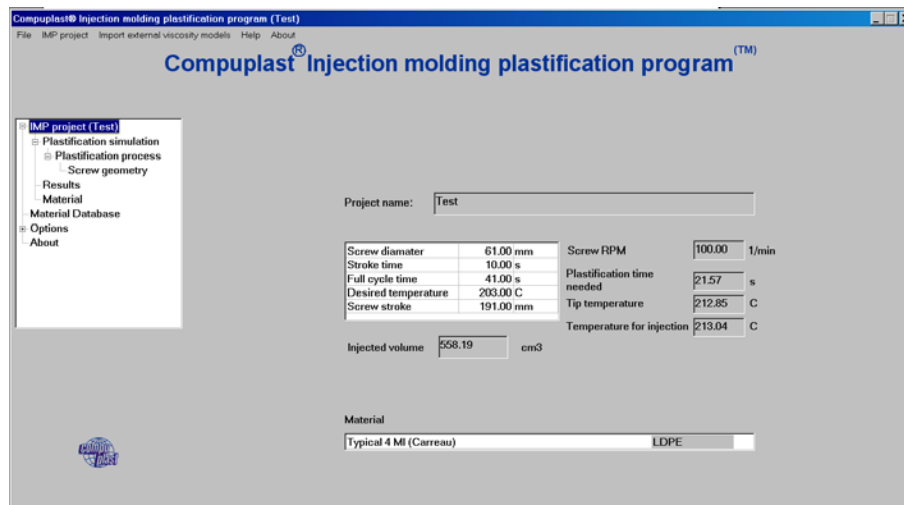 Compuplast® Injection molding plastification program (Test)
File IMP project Import external viscosity models Help About
Compuplast® Injection molding plastification program (TM)
IMP project (Test)
Plastification simulation
Plastification process
Screw geometry
Results
Material
Material Database
Options
About
Project name: Test
Screw diamater 61.00 mm
Stroke time 10.00 s
Full cycle time 41.00 s
Desired temperature 203.00 C
Screw stroke 191.00 mm
Screw RPM 100.00 1/min
Plastification time needed 21.57 s
Tip temperature 212.85 C
Temperature for injection 213.04 C
Injected volume 558.19 cm3
Material
Typical 4 MI (Carreau) LDPE
compu
plast